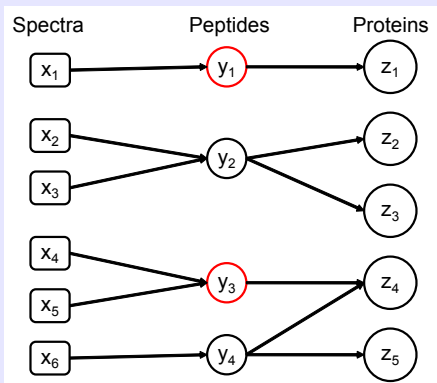 Spectra Peptides Proteins
x₁ y₁ z₁
x₂ z₂
y₂
x₃ z₃
x₄
y₃ z₄
x₅
x₆ y₄ z₅